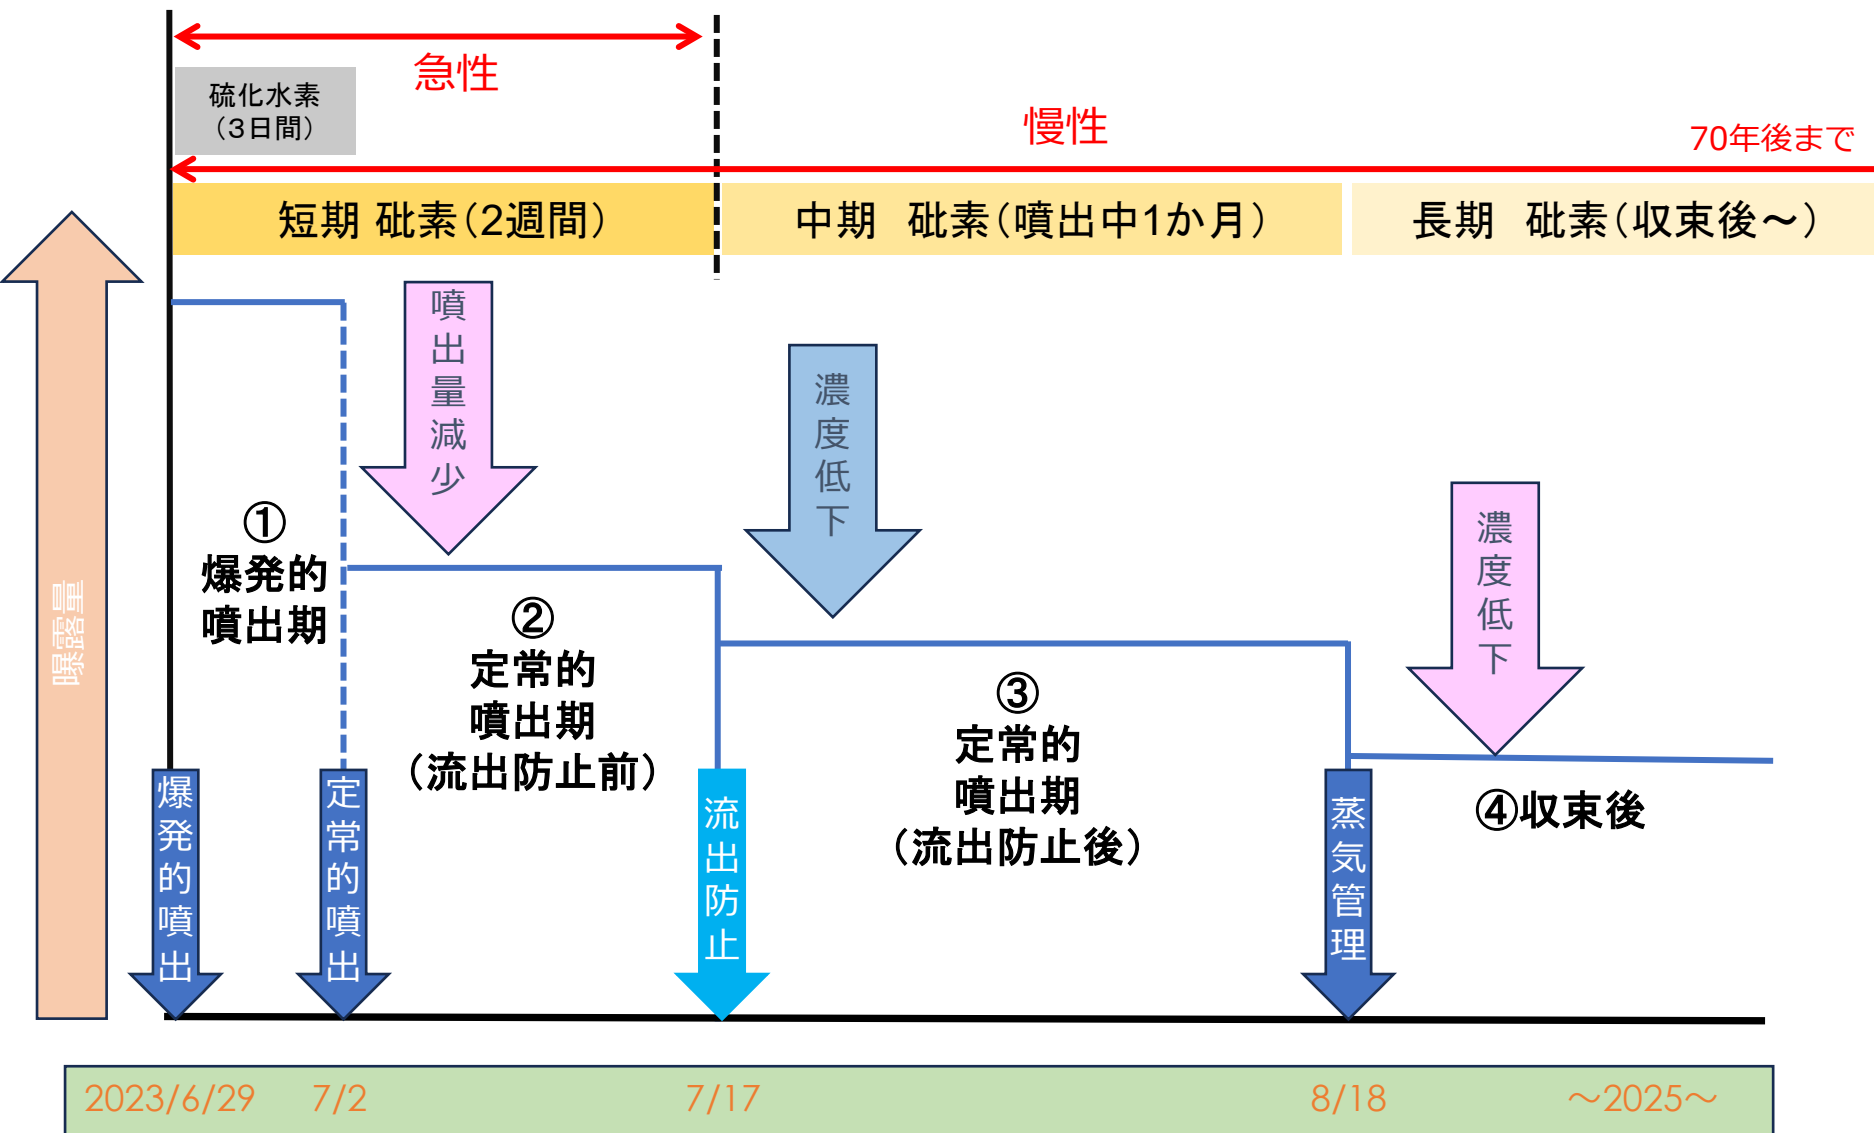 急性
硫化水素
（3日間）
慢性
70年後まで
短期 砒素（2週間）
中期　砒素（噴出中1か月）
長期　砒素（収束後～）
曝露量
噴出量減少
濃度低下
濃度低下
①
爆発的
噴出期
②
定常的
噴出期
（流出防止前）
③
定常的
噴出期
（流出防止後）
④収束後
爆発的噴出
定常的噴出
流出防止
蒸気管理
2023/6/29
7/2
7/17
8/18
～2025～